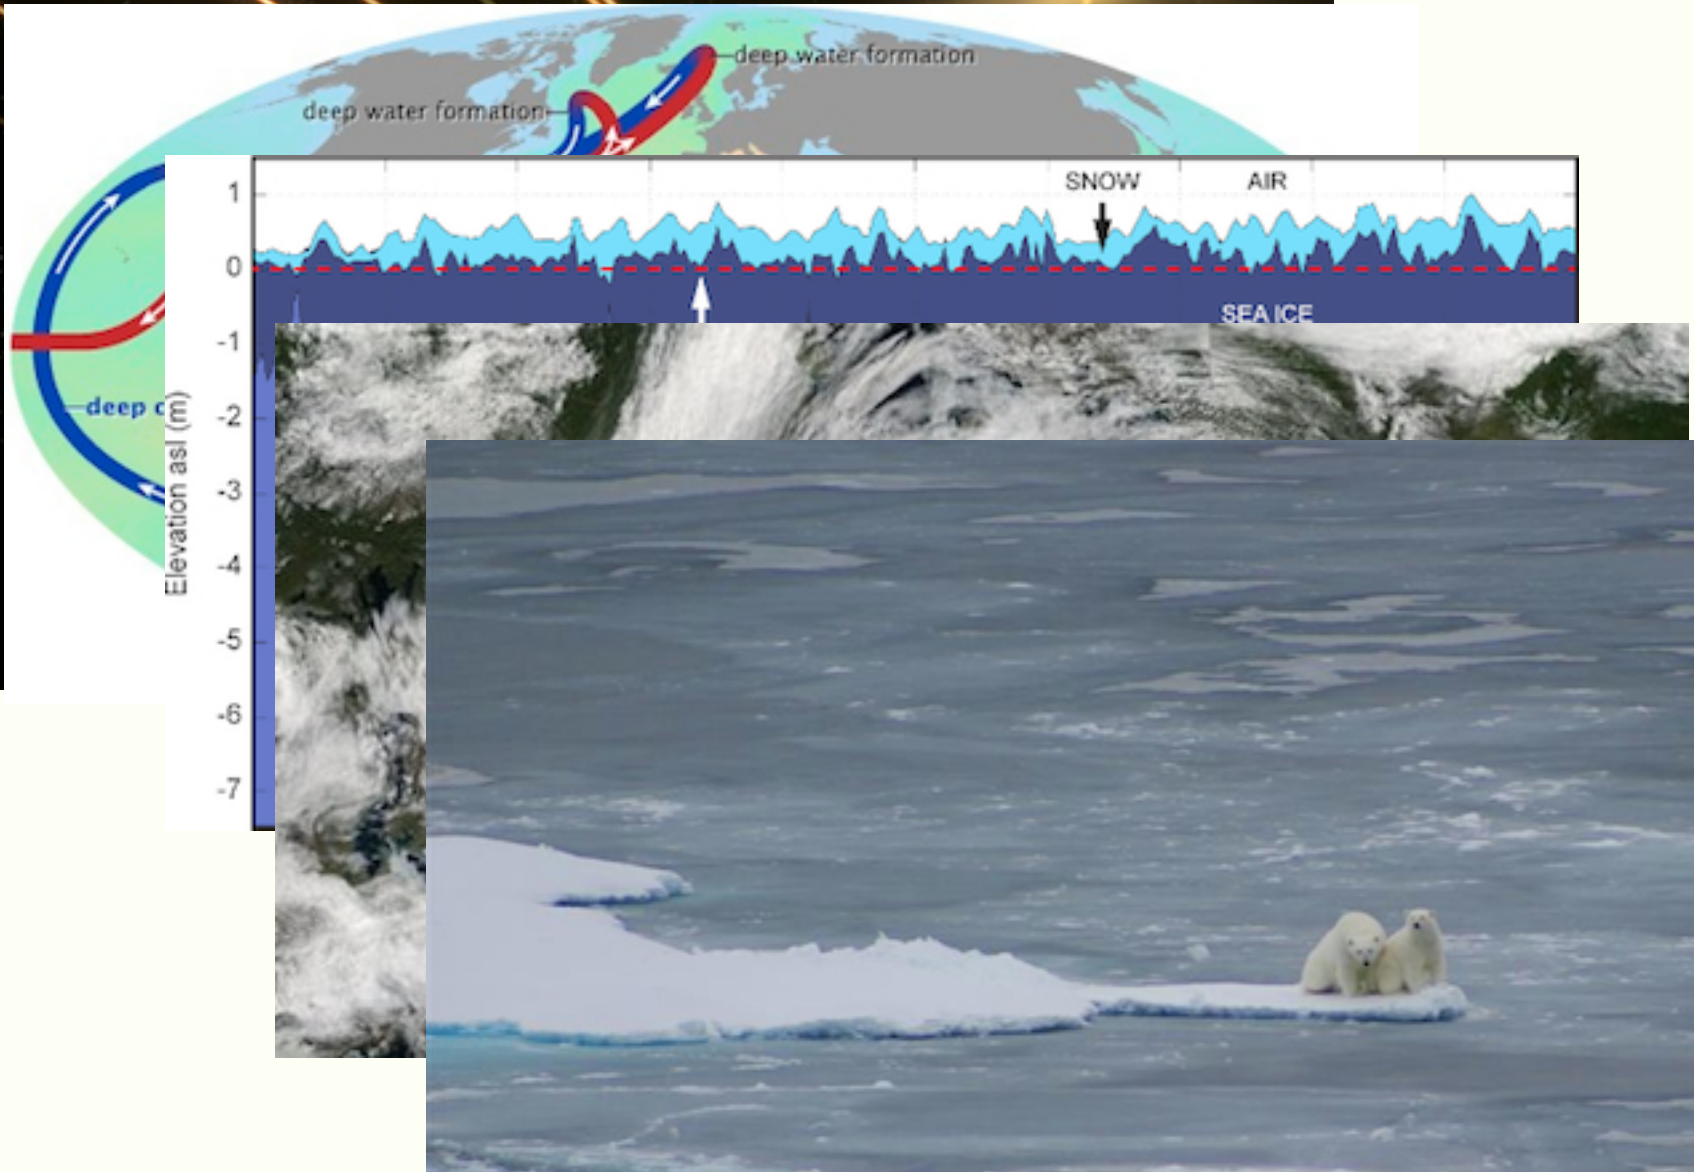 deep water formation
deep water formation
deep
SNOW
AIR
SEA ICE
Elevation asl (m)
1
0
-1
-2
-3
-4
-5
-6
-7